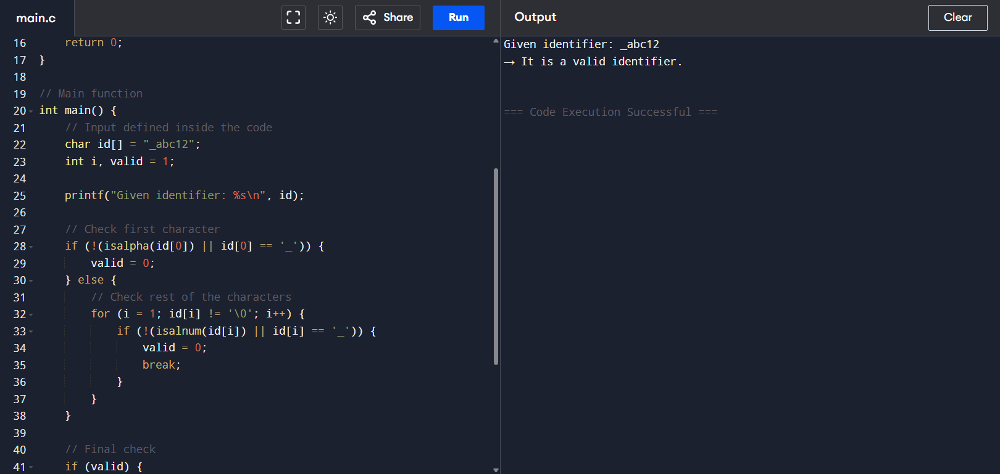 main.c
Share
Run
Output
Clear
16 return 0;
17 }
18
19 // Main function
20 int main() {
21 // Input defined inside the code
22 char id[] = "_abc12";
23 int i, valid = 1;
24
25 printf("Given identifier: %s\n", id);
26
27 // Check first character
28 if (!(isalpha(id[0]) || id[0] == '_')) {
29 valid = 0;
30 } else {
31 // Check rest of the characters
32 for (i = 1; id[i] != '\0'; i++) {
33 if (!(isalnum(id[i]) || id[i] == '_')) {
34 valid = 0;
35 break;
36 }
37 }
38 }
39
40 // Final check
41 if (valid) {
Given identifier: _abc12
→ It is a valid identifier.
=== Code Execution Successful ===